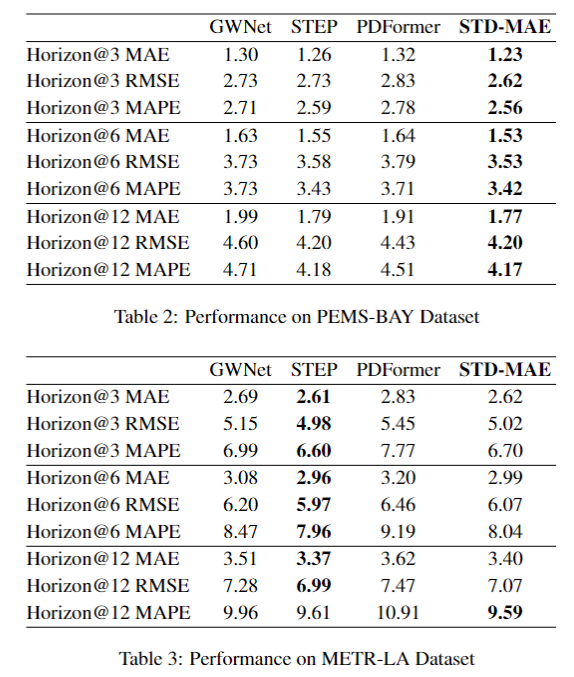 GWNet STEP PDFormer STD-MAE
Horizon@3 MAE 1.30 1.26 1.32 1.23
Horizon@3 RMSE 2.73 2.73 2.83 2.62
Horizon@3 MAPE 2.71 2.59 2.78 2.56
Horizon@6 MAE 1.63 1.55 1.64 1.53
Horizon@6 RMSE 3.73 3.58 3.79 3.53
Horizon@6 MAPE 3.73 3.43 3.71 3.42
Horizon@12 MAE 1.99 1.79 1.91 1.77
Horizon@12 RMSE 4.60 4.20 4.43 4.20
Horizon@12 MAPE 4.71 4.18 4.51 4.17
Table 2: Performance on PEMS-BAY Dataset
GWNet STEP PDFormer STD-MAE
Horizon@3 MAE 2.69 2.61 2.83 2.62
Horizon@3 RMSE 5.15 4.98 5.45 5.02
Horizon@3 MAPE 6.99 6.60 7.77 6.70
Horizon@6 MAE 3.08 2.96 3.20 2.99
Horizon@6 RMSE 6.20 5.97 6.46 6.07
Horizon@6 MAPE 8.47 7.96 9.19 8.04
Horizon@12 MAE 3.51 3.37 3.62 3.40
Horizon@12 RMSE 7.28 6.99 7.47 7.07
Horizon@12 MAPE 9.96 9.61 10.91 9.59
Table 3: Performance on METR-LA Dataset